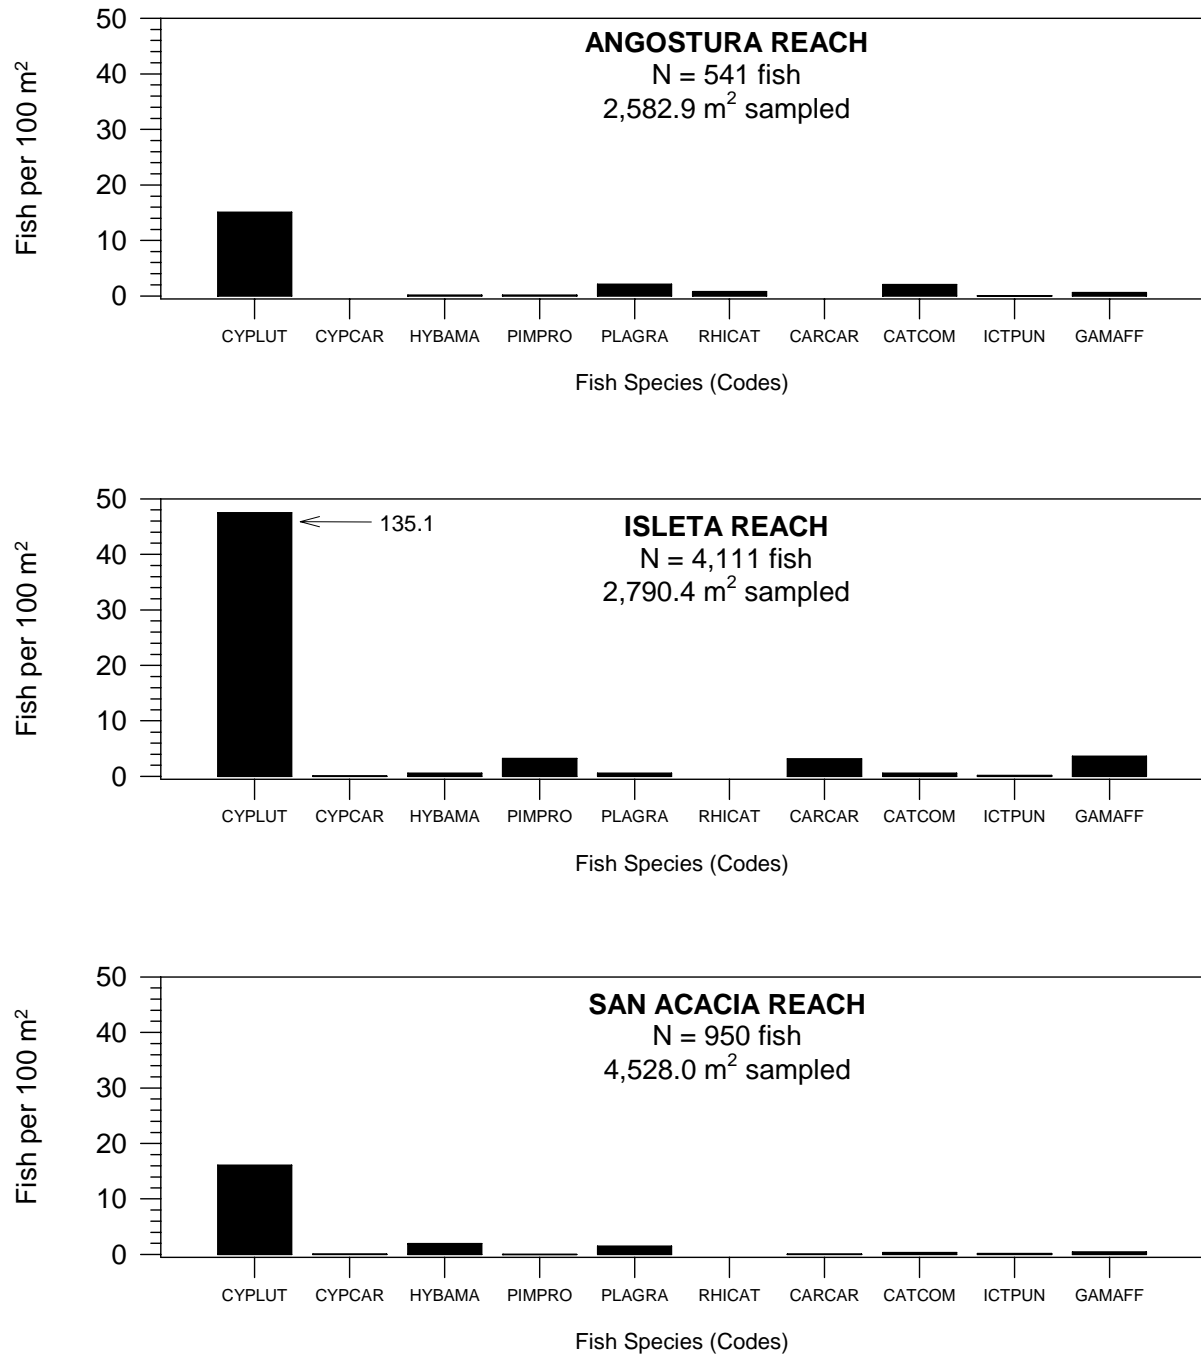 ANGOSTURA REACH
N = 541 fish
2,582.9 m² sampled
Fish per 100 m²
50
40
30
20
10
0
CYPLUT CYPCAR HYBAMA PIMPRO PLAGRA RHICAT CARCAR CATCOM ICTPUN GAMAFF
Fish Species (Codes)
ISLETA REACH
N = 4,111 fish
2,790.4 m² sampled
135.1
Fish per 100 m²
50
40
30
20
10
0
CYPLUT CYPCAR HYBAMA PIMPRO PLAGRA RHICAT CARCAR CATCOM ICTPUN GAMAFF
Fish Species (Codes)
SAN ACACIA REACH
N = 950 fish
4,528.0 m² sampled
Fish per 100 m²
50
40
30
20
10
0
CYPLUT CYPCAR HYBAMA PIMPRO PLAGRA RHICAT CARCAR CATCOM ICTPUN GAMAFF
Fish Species (Codes)